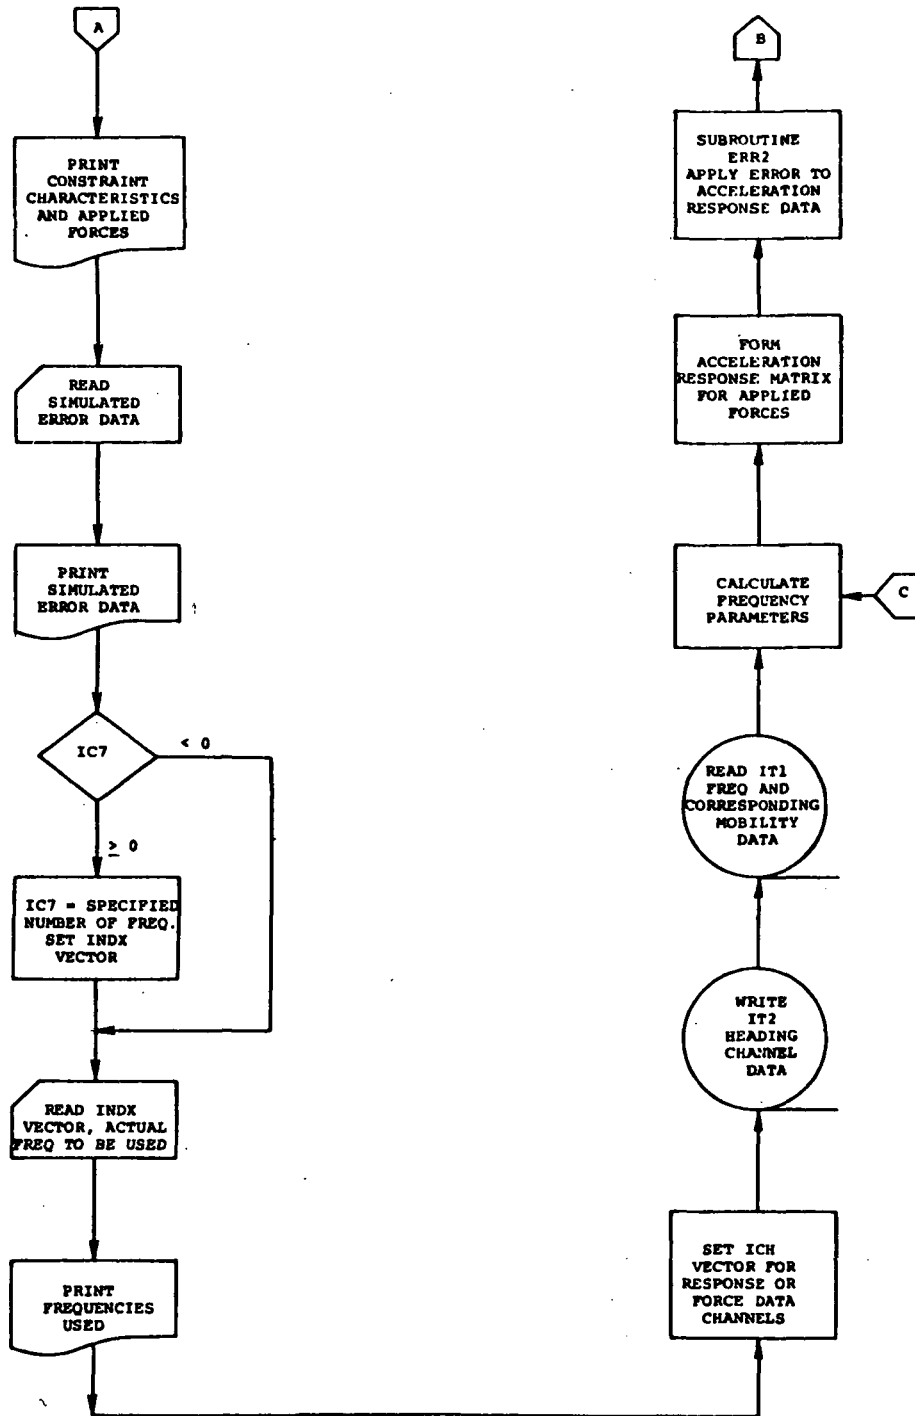 A
PRINT
CONSTRAINT
CHARACTERISTICS
AND APPLIED
FORCES
READ
SIMULATED
ERROR DATA
PRINT
SIMULATED
ERROR DATA
IC7
< 0
≥ 0
IC7 = SPECIFIED
NUMBER OF FREQ.
SET INDX
VECTOR
READ INDX
VECTOR, ACTUAL
FREQ TO BE USED
PRINT
FREQUENCIES
USED
B
SUBROUTINE
ERR2
APPLY ERROR TO
ACCELERATION
RESPONSE DATA
FORM
ACCELERATION
RESPONSE MATRIX
FOR APPLIED
FORCES
CALCULATE
FREQUENCY
PARAMETERS
C
READ IT1
FREQ AND
CORRESPONDING
MOBILITY
DATA
WRITE
IT2
HEADING
CHANNEL
DATA
SET ICH
VECTOR FOR
RESPONSE OR
FORCE DATA
CHANNELS